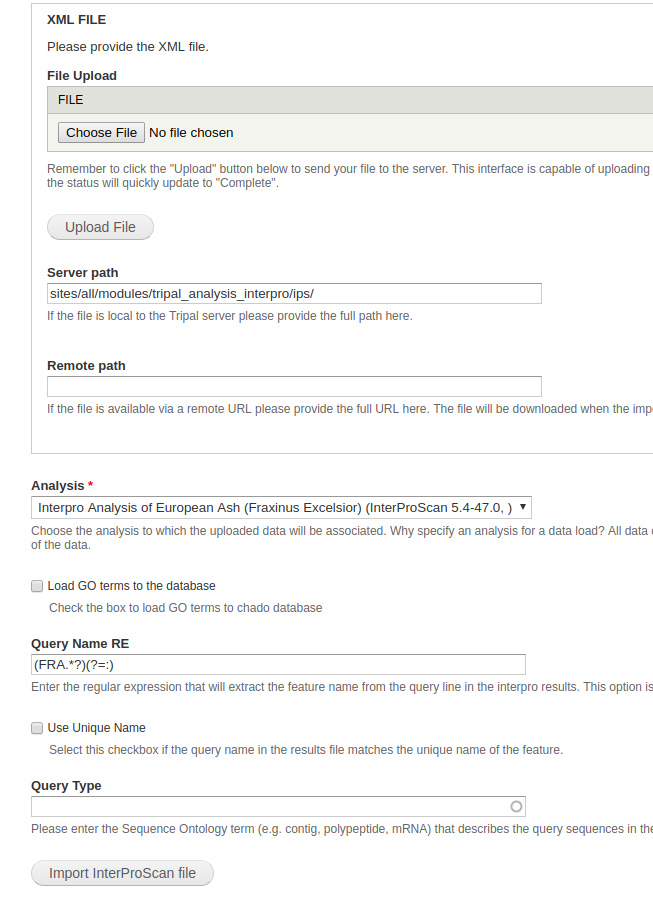 XML FILE
Please provide the XML file.
File Upload
FILE
Choose File No file chosen
Remember to click the "Upload" button below to send your file to the server. This interface is capable of uploading
the status will quickly update to "Complete".
Upload File
Server path
sites/all/modules/tripal_analysis_interpro/ips/
If the file is local to the Tripal server please provide the full path here.
Remote path
If the file is available via a remote URL please provide the full URL here. The file will be downloaded when the
Analysis *
Interpro Analysis of European Ash (Fraxinus Excelsior) (InterProScan 5.4-47.0, )
Choose the analysis to which the uploaded data will be associated. Why specify an analysis for a data load? All data
of the data.
Load GO terms to the database
Check the box to load GO terms to chado database
Query Name RE
(FRA.*?)(?=:)
Enter the regular expression that will extract the feature name from the query line in the interpro results. This option is
Use Unique Name
Select this checkbox if the query name in the results file matches the unique name of the feature.
Query Type
Please enter the Sequence Ontology term (e.g. contig, polypeptide, mRNA) that describes the query sequences in the
Import InterProScan file